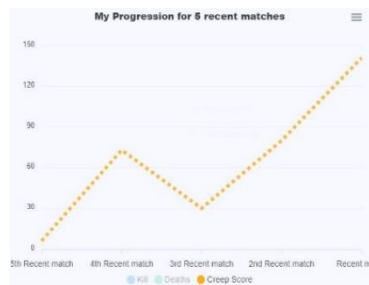 My Progression for 5 recent matches
150
120
90
60
30
0
5th Recent match 4th Recent match 3rd Recent match 2nd Recent match Recent m
Kill Deaths Creep Score